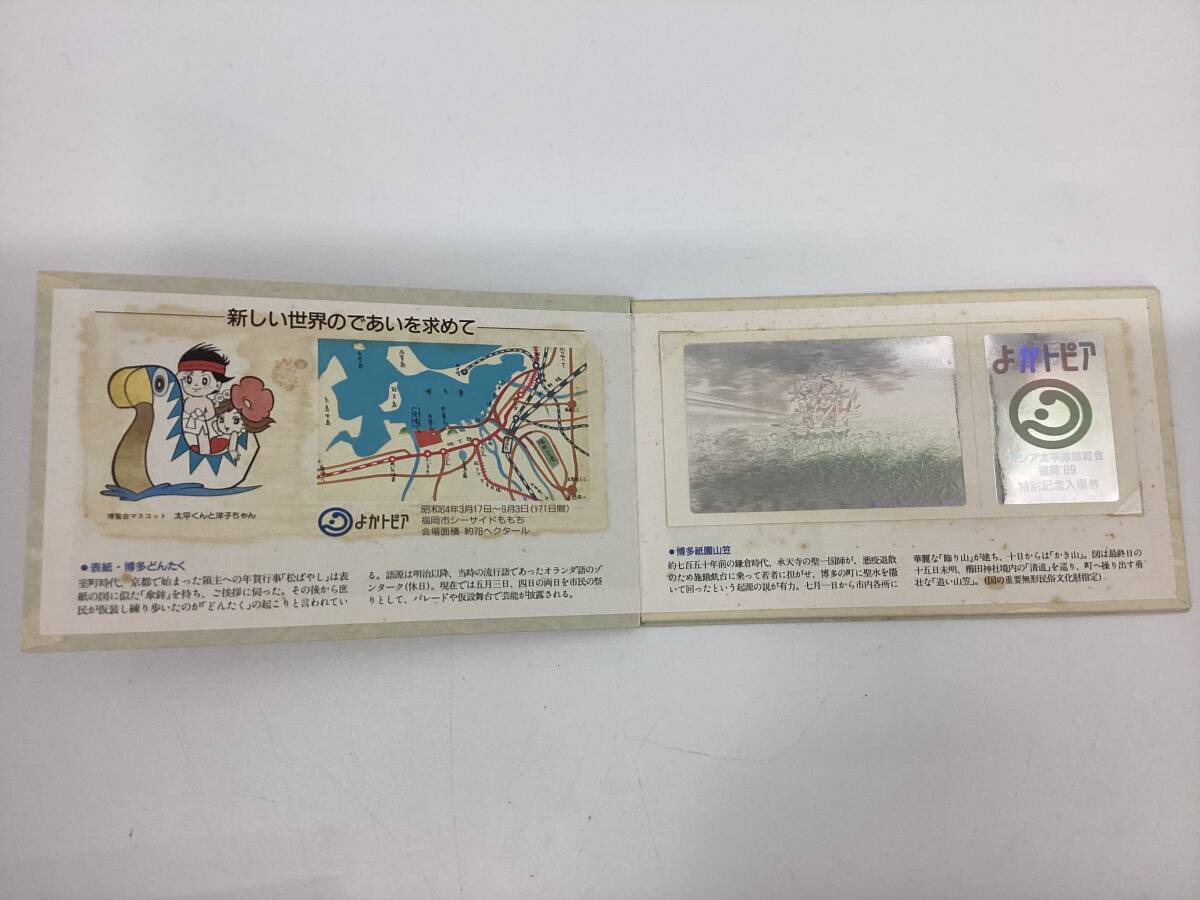 新しい世界のであいを求めて
博覧会マスコット 太平くんと洋子ちゃん
よかトピア
昭和64年3月17日〜9月3日(171日間)
福岡市シーサイドももち
会場面積 約78ヘクタール
●表紙・博多どんたく
室町時代、京都で始まった領主への年賀行事「松ばやし」は表
紙の図に似た「傘鉾」を持ち、ご挨拶に伺った。その後から庶
民が仮装し練り歩いたのが「どんたく」の起こりと言われてい
る。語源は明治以降、当時の流行語であったオランダ語のゾ
ンターク(休日)。現在では五月三日、四日の両日を市民の祭
りとして、パレードや仮設舞台で芸能が披露される。
よかトピア
アジア太平洋博覧会
福岡'89
特別記念入場券
●博多祇園山笠
約七百五十年前の鎌倉時代、承天寺の聖一国師が、悪疫退散
のため施餓飢台に乗って若者に担がせ、博多の町に聖水を撒
いて回ったという起源の説が有力。七月一日から市内各所に
華麗な「飾り山」が建ち、十日からは「かき山」。図は最終日の
十五日未明、櫛田神社境内の「清道」を巡り、町へ繰り出す勇
壮な「追い山笠」。(国の重要無形民俗文化財指定)